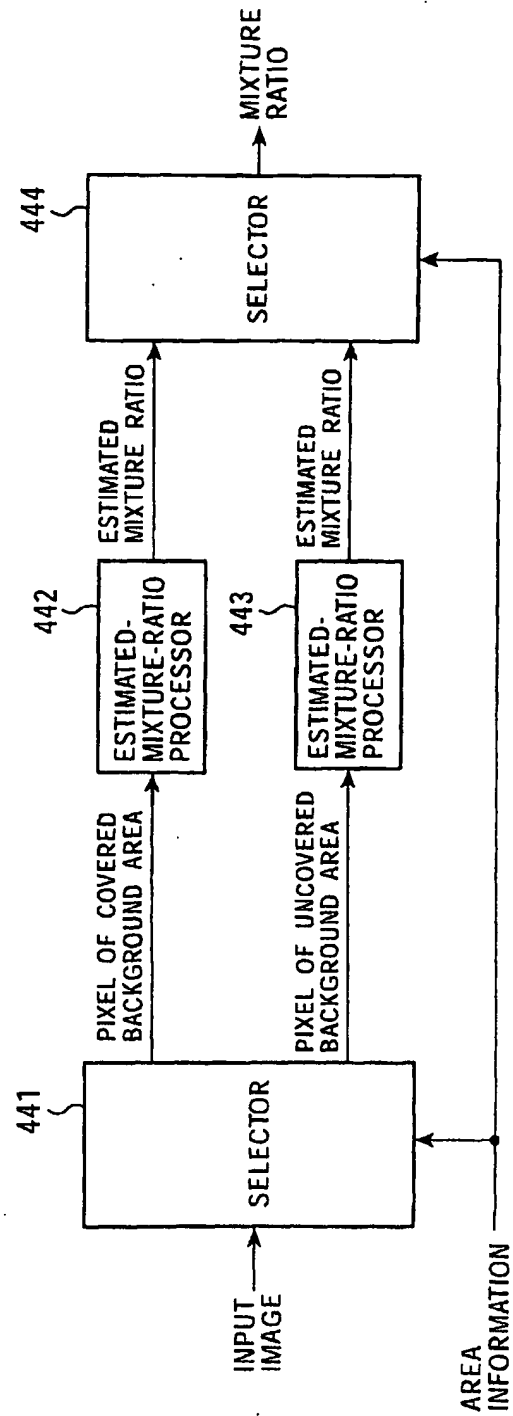 INPUT
IMAGE
441
SELECTOR
PIXEL OF COVERED
BACKGROUND AREA
PIXEL OF UNCOVERED
BACKGROUND AREA
442
ESTIMATED-
MIXTURE-RATIO
PROCESSOR
443
ESTIMATED-
MIXTURE-RATIO
PROCESSOR
ESTIMATED
MIXTURE RATIO
ESTIMATED
MIXTURE RATIO
444
SELECTOR
MIXTURE
RATIO
AREA
INFORMATION